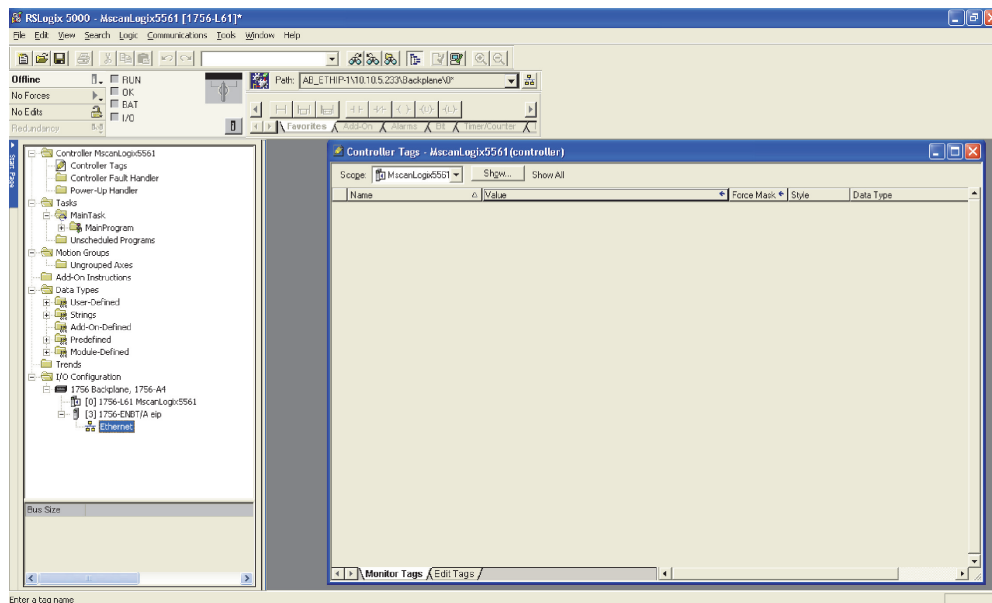 RSLogix 5000 - MscanLogix5561 [1756-L61]*
File Edit View Search Logic Communications Tools Window Help
Offline
RUN
No Forces
OK
No Edits
BAT
Redundancy
I/O
Path: AB_ETHIP-1\10.10.5.233\Backplane\0*
Favorites Add-On Alarms Bit Timer/Counter
Start Page
Controller MscanLogix5561
Controller Tags
Controller Fault Handler
Power-Up Handler
Tasks
MainTask
MainProgram
Unscheduled Programs
Motion Groups
Ungrouped Axes
Add-On Instructions
Data Types
User-Defined
Strings
Add-On-Defined
Predefined
Module-Defined
Trends
I/O Configuration
1756 Backplane, 1756-A4
[0] 1756-L61 MscanLogix5561
[3] 1756-ENBT/A eip
Ethernet
Bus Size
Controller Tags - MscanLogix5561(controller)
Scope: MscanLogix5561 Show... Show All
Name Value Force Mask Style Data Type
Monitor Tags Edit Tags
Enter a tag name